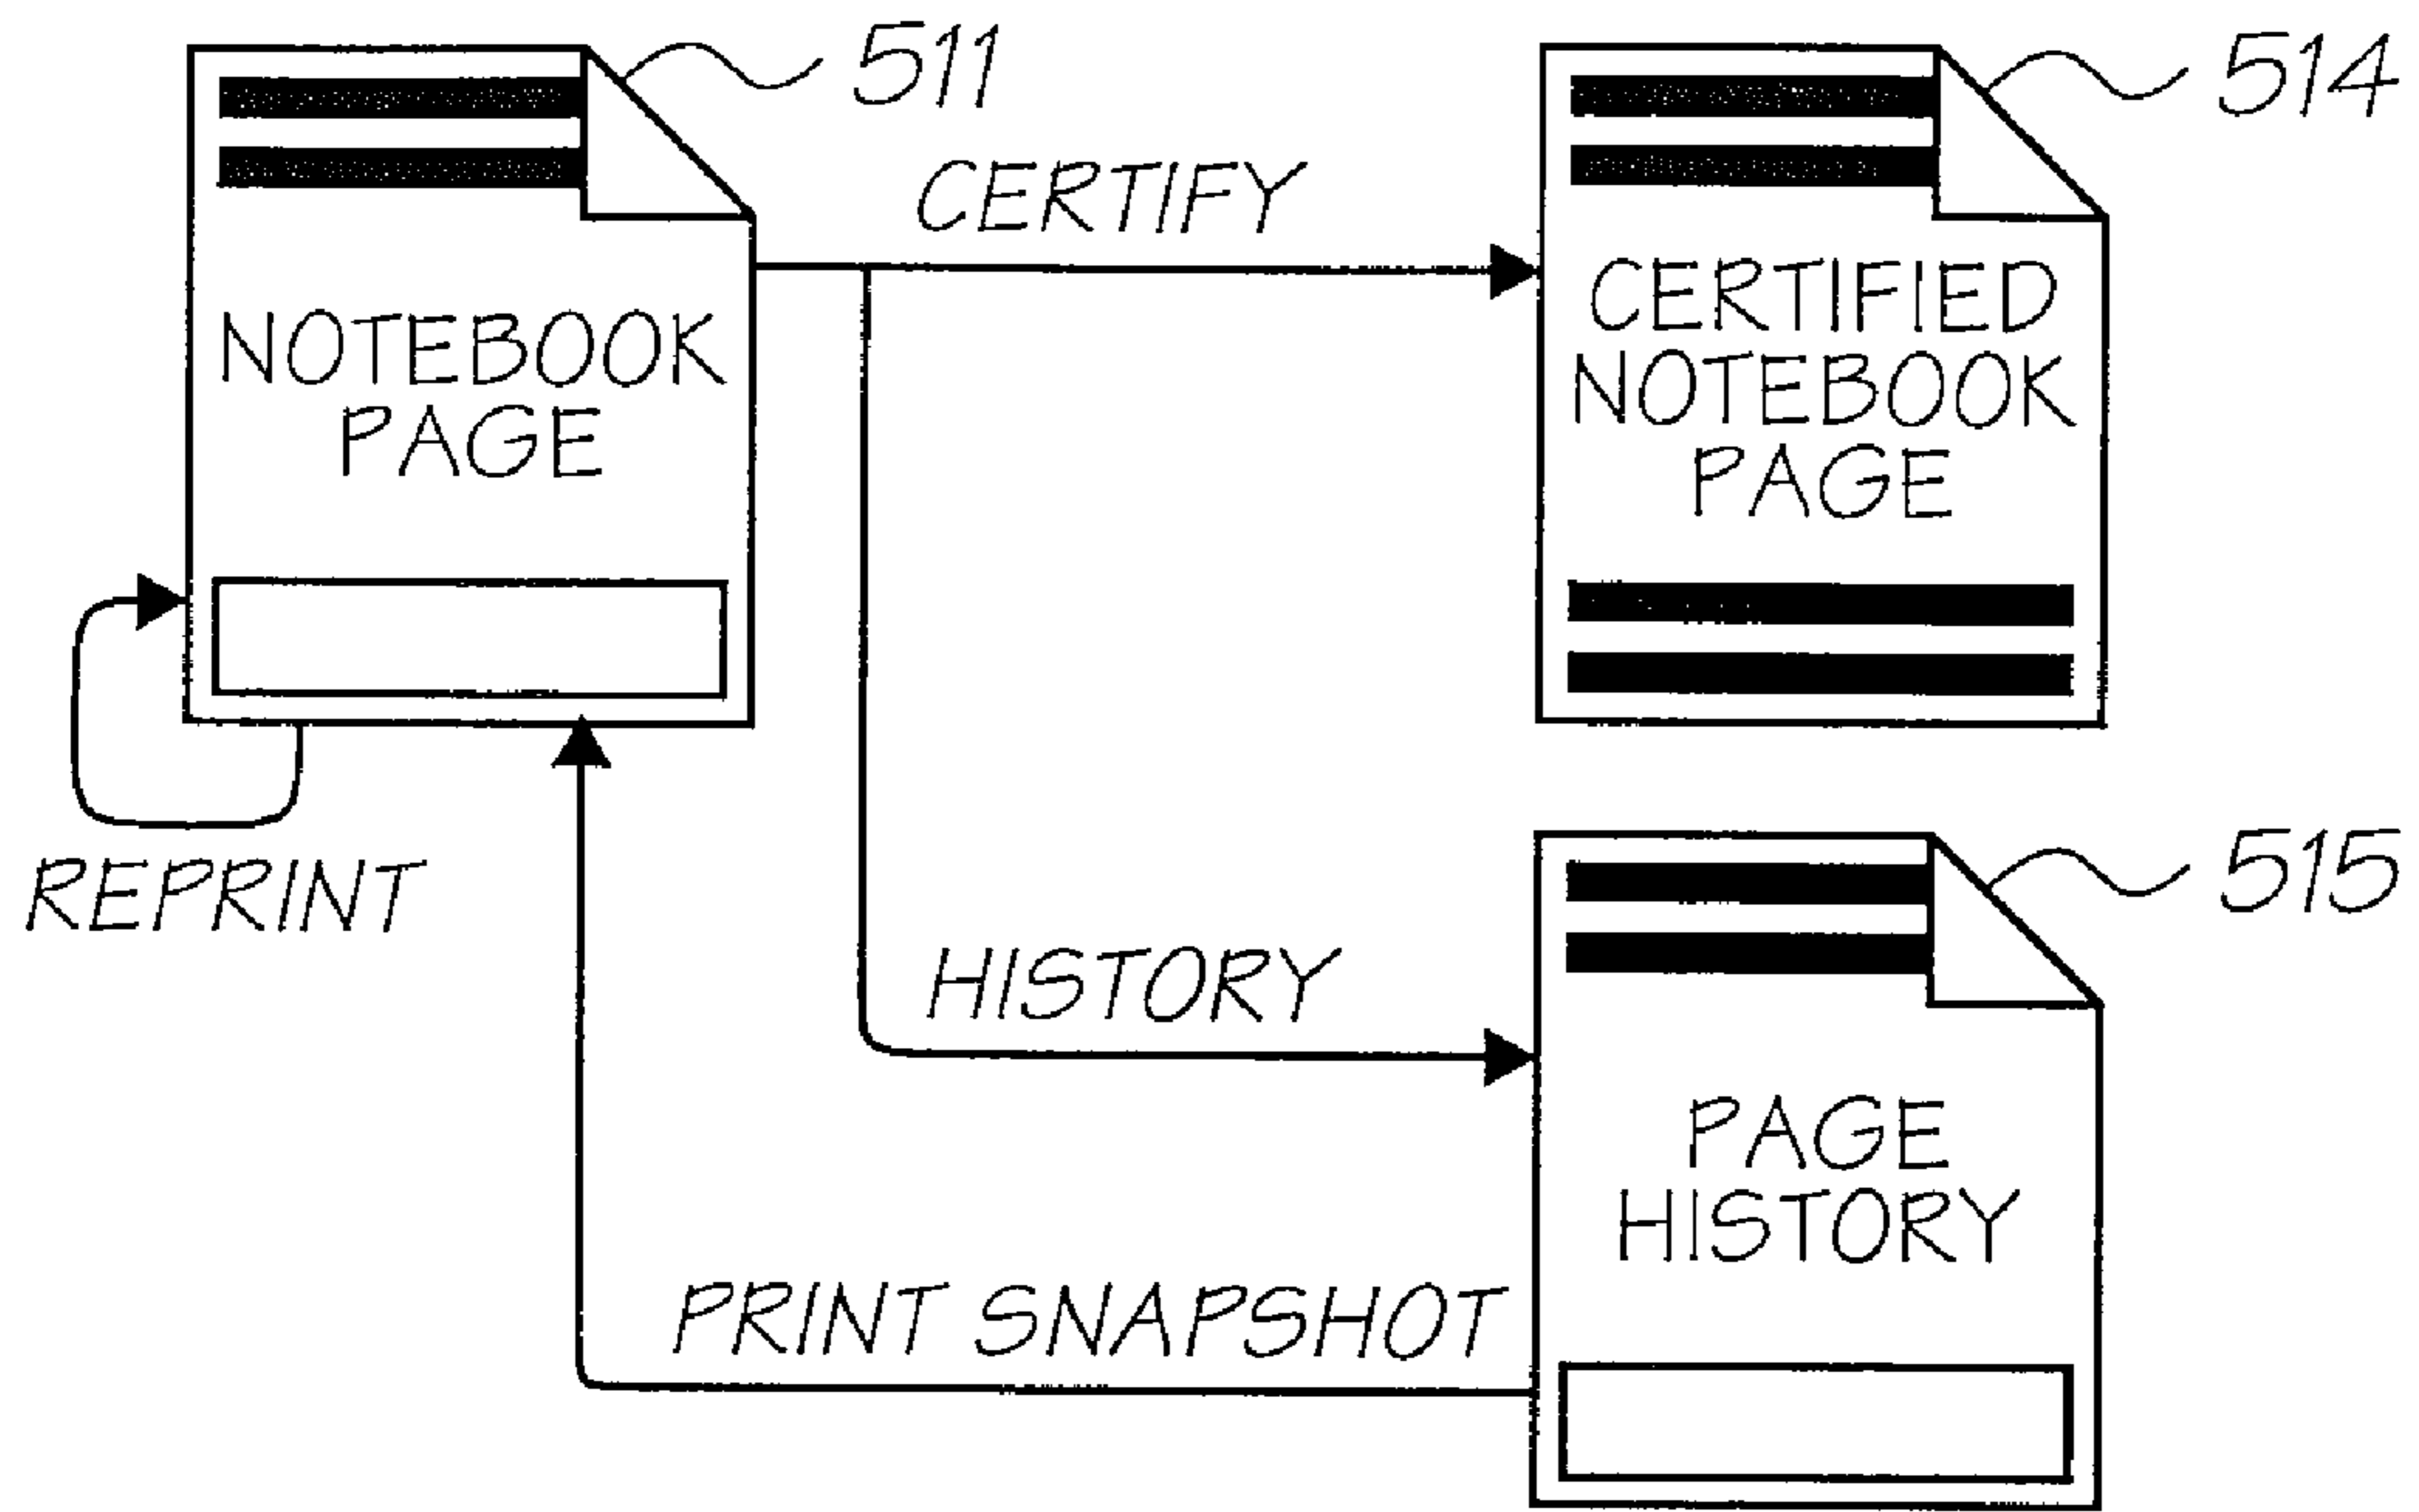 511
514
CERTIFY
NOTEBOOK
PAGE
CERTIFIED
NOTEBOOK
PAGE
REPRINT
515
HISTORY
PAGE
HISTORY
PRINT SNAPSHOT